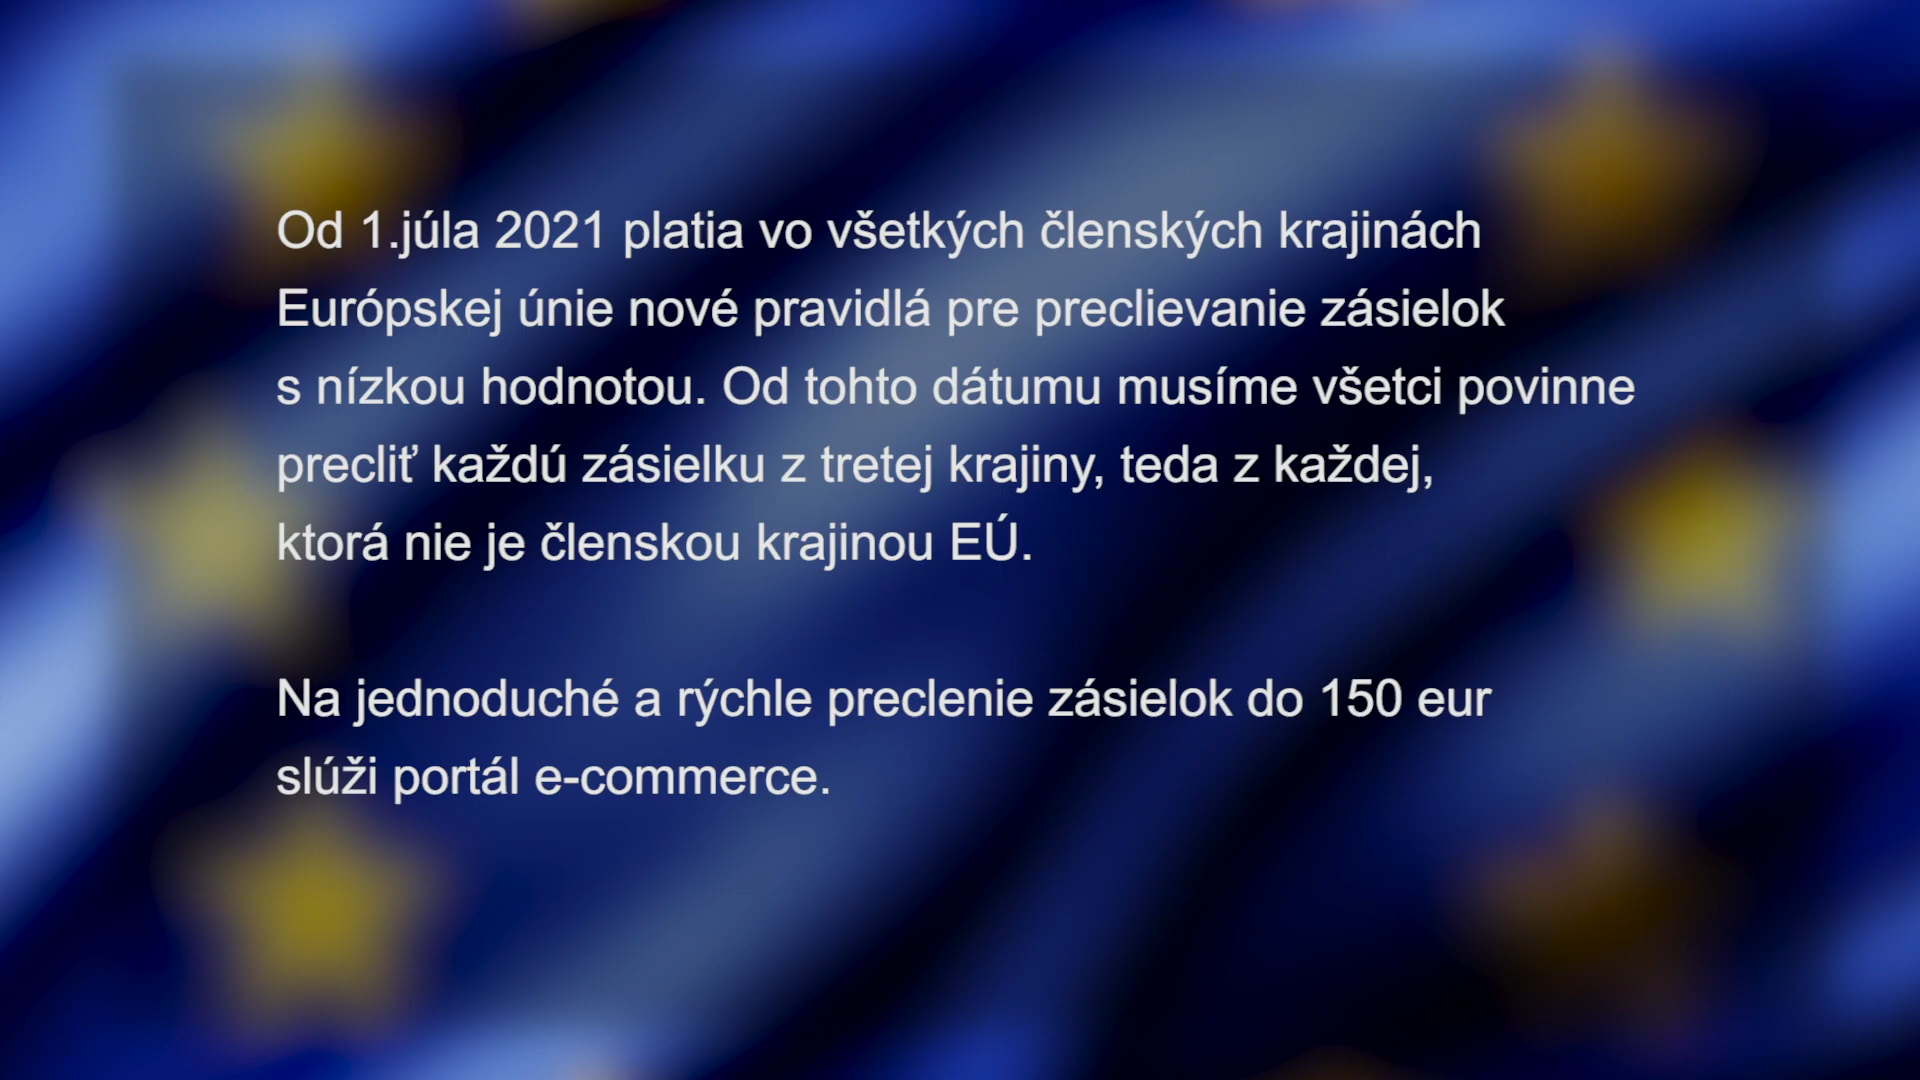 Od 1.júla 2021 platia vo všetkých členských krajinách
Európskej únie nové pravidlá pre preclievanie zásielok
s nízkou hodnotou. Od tohto dátumu musíme všetci povinne
precliť každú zásielku z tretej krajiny, teda z každej,
ktorá nie je členskou krajinou EÚ.
Na jednoduché a rýchle preclenie zásielok do 150 eur
slúži portál e-commerce.